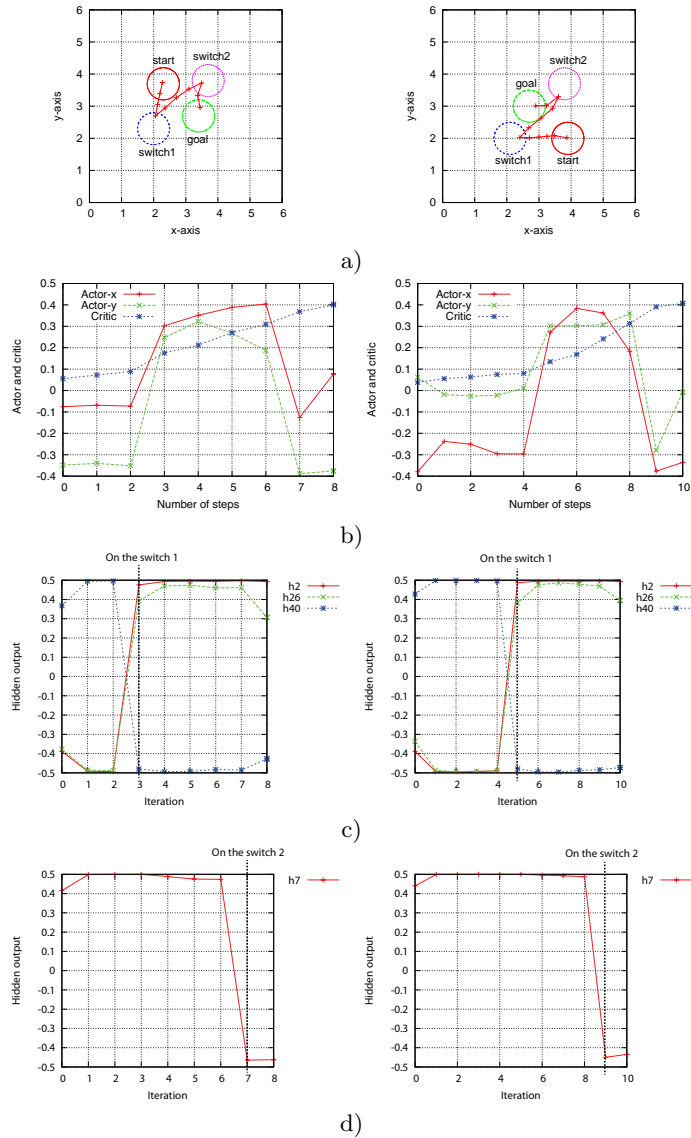 6
5
4
3
2
1
0
y-axis
start
switch2
switch1
goal
0 1 2 3 4 5 6
x-axis
6
5
4
3
2
1
0
y-axis
switch2
goal
switch1
start
0 1 2 3 4 5 6
x-axis
a)
0.5
0.4
0.3
0.2
0.1
0
-0.1
-0.2
-0.3
-0.4
Actor and critic
Actor-x
Actor-y
Critic
0 1 2 3 4 5 6 7 8
Number of steps
0.5
0.4
0.3
0.2
0.1
0
-0.1
-0.2
-0.3
-0.4
Actor and critic
Actor-x
Actor-y
Critic
0 2 4 6 8 10
Number of steps
b)
On the switch 1
0.5
0.4
0.3
0.2
0.1
0
-0.1
-0.2
-0.3
-0.4
-0.5
Hidden output
h2
h26
h40
0 1 2 3 4 5 6 7 8
Iteration
On the switch 1
0.5
0.4
0.3
0.2
0.1
0
-0.1
-0.2
-0.3
-0.4
-0.5
Hidden output
h2
h26
h40
0 2 4 6 8 10
Iteration
c)
On the switch 2
0.5
0.4
0.3
0.2
0.1
0
-0.1
-0.2
-0.3
-0.4
-0.5
Hidden output
h7
0 1 2 3 4 5 6 7 8
Iteration
On the switch 2
0.5
0.4
0.3
0.2
0.1
0
-0.1
-0.2
-0.3
-0.4
-0.5
Hidden output
h7
0 2 4 6 8 10
Iteration
d)